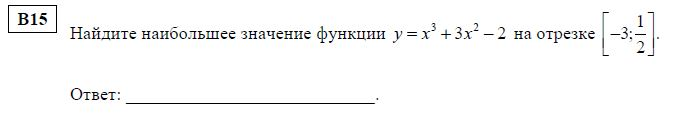 B15
Найдите наибольшее значение функции y = x³ + 3x² − 2 на отрезке [−3; 1/2].
Ответ: ____________________________.